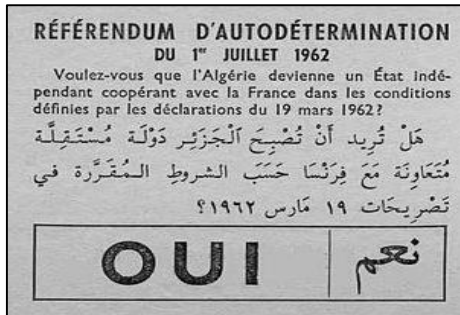 RÉFÉRENDUM D'AUTODÉTERMINATION
DU 1er JUILLET 1962
Voulez-vous que l'Algérie devienne un État indé-
pendant coopérant avec la France dans les conditions
définies par les déclarations du 19 mars 1962?
هَلْ تُرِيد أَنْ تُصْبِحَ ٱلْجَزَئِر دَوْلَة مُسْتَقِلَّة
مُتَعَاوِنَة مَعَ فِرَنْسَا حَسَبَ الشروط المُقَرَّرة في
تَصْرِيحَات ١٩ مَارس ١٩٦٢؟
OUI نعم